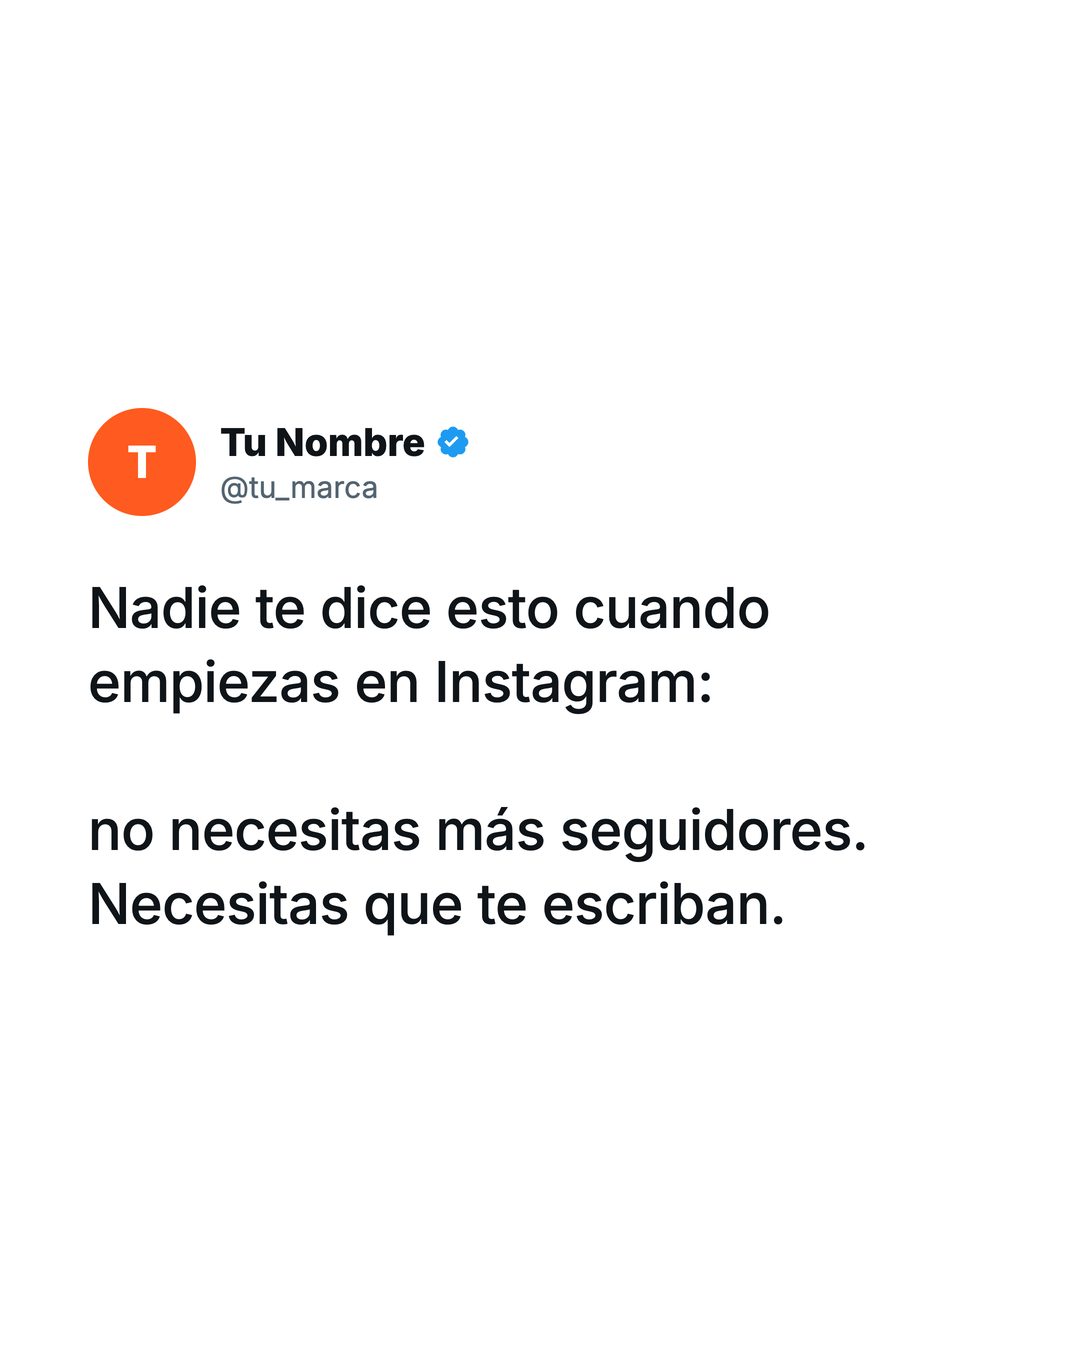 T
Tu Nombre
@tu_marca
Nadie te dice esto cuando
empiezas en Instagram:
no necesitas más seguidores.
Necesitas que te escriban.